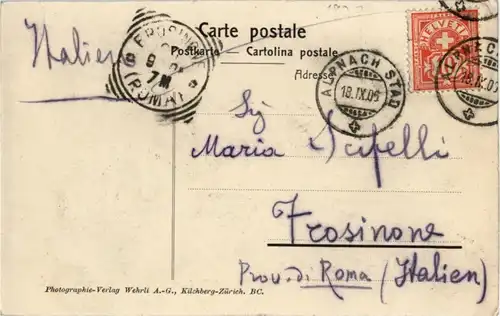 Carte postale
Postkarte
Cartolina postale
Adresse
Italien
FROSINONE
7M
(ROMA)
ALPNACH STAD
18.IX.05
HELVETIA
Maria Scifelli
Frosinone
Prov. di Roma (Italien)
Photographie-Verlag Wehrli A.-G., Kilchberg-Zürich. BC.